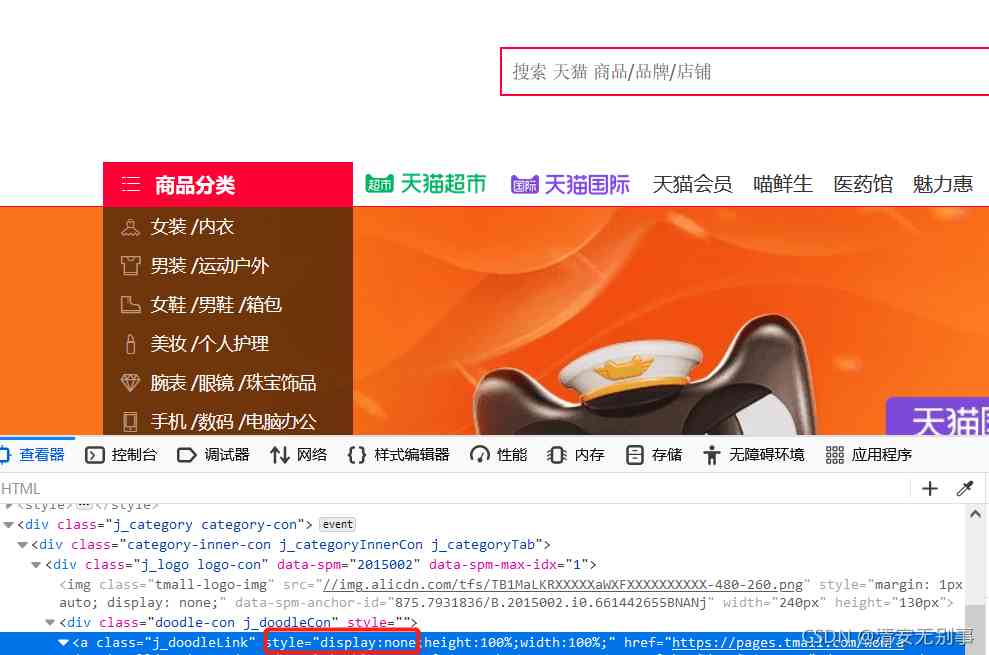 搜索 天猫 商品/品牌/店铺
商品分类 超市 天猫超市 国际 天猫国际 天猫会员 喵鲜生 医药馆 魅力惠
女装 /内衣
男装 /运动户外
女鞋 /男鞋 /箱包
美妆 /个人护理
腕表 /眼镜 /珠宝饰品
手机 /数码 /电脑办公
天猫国
查看器 控制台 调试器 网络 {} 样式编辑器 性能 内存 存储 无障碍环境 应用程序
HTML
<style> </style>
<div class="j_category category-con"> event
<div class="category-inner-con j_categoryInnerCon j_categoryTab">
<div class="j_logo logo-con" data-spm="2015002" data-spm-max-idx="1">
<img class="tmall-logo-img" src="//img.alicdn.com/tfs/TB1MaLKRXXXXXaWXFXXXXXXXXXX-480-260.png" style="margin: 1px
auto; display: none;" data-spm-anchor-id="875.7931836/B.2015002.i0.661442655BNANj" width="240px" height="130px">
<div class="doodle-con j_doodleCon" style="">
<a class="j_doodleLink" style="display:none;height:100%;width:100%;" href="https://pages.tmall.com/wow/a
CSDN @潘安无别事